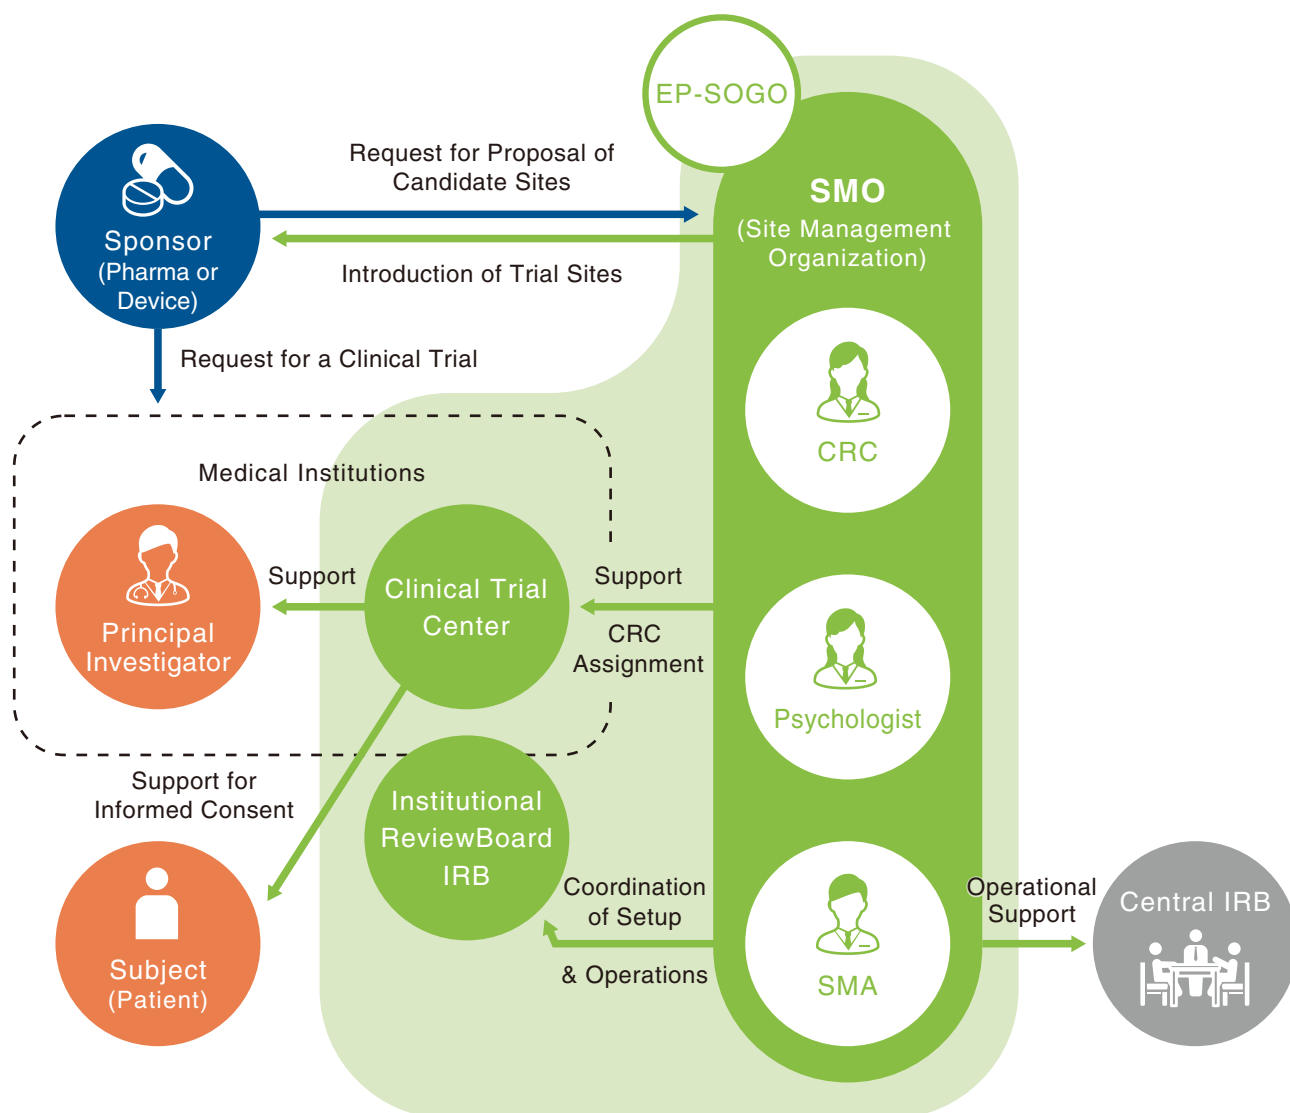 EP-SOGO
Request for Proposal of
Candidate Sites
Sponsor
(Pharma or
Device)
SMO
(Site Management
Organization)
Introduction of Trial Sites
Request for a Clinical Trial
CRC
Medical Institutions
Principal
Investigator
Support
Clinical Trial
Center
Support
CRC
Assignment
Psychologist
Support for
Informed Consent
Institutional
ReviewBoard
IRB
Subject
(Patient)
Coordination
of Setup
& Operations
SMA
Operational
Support
Central IRB